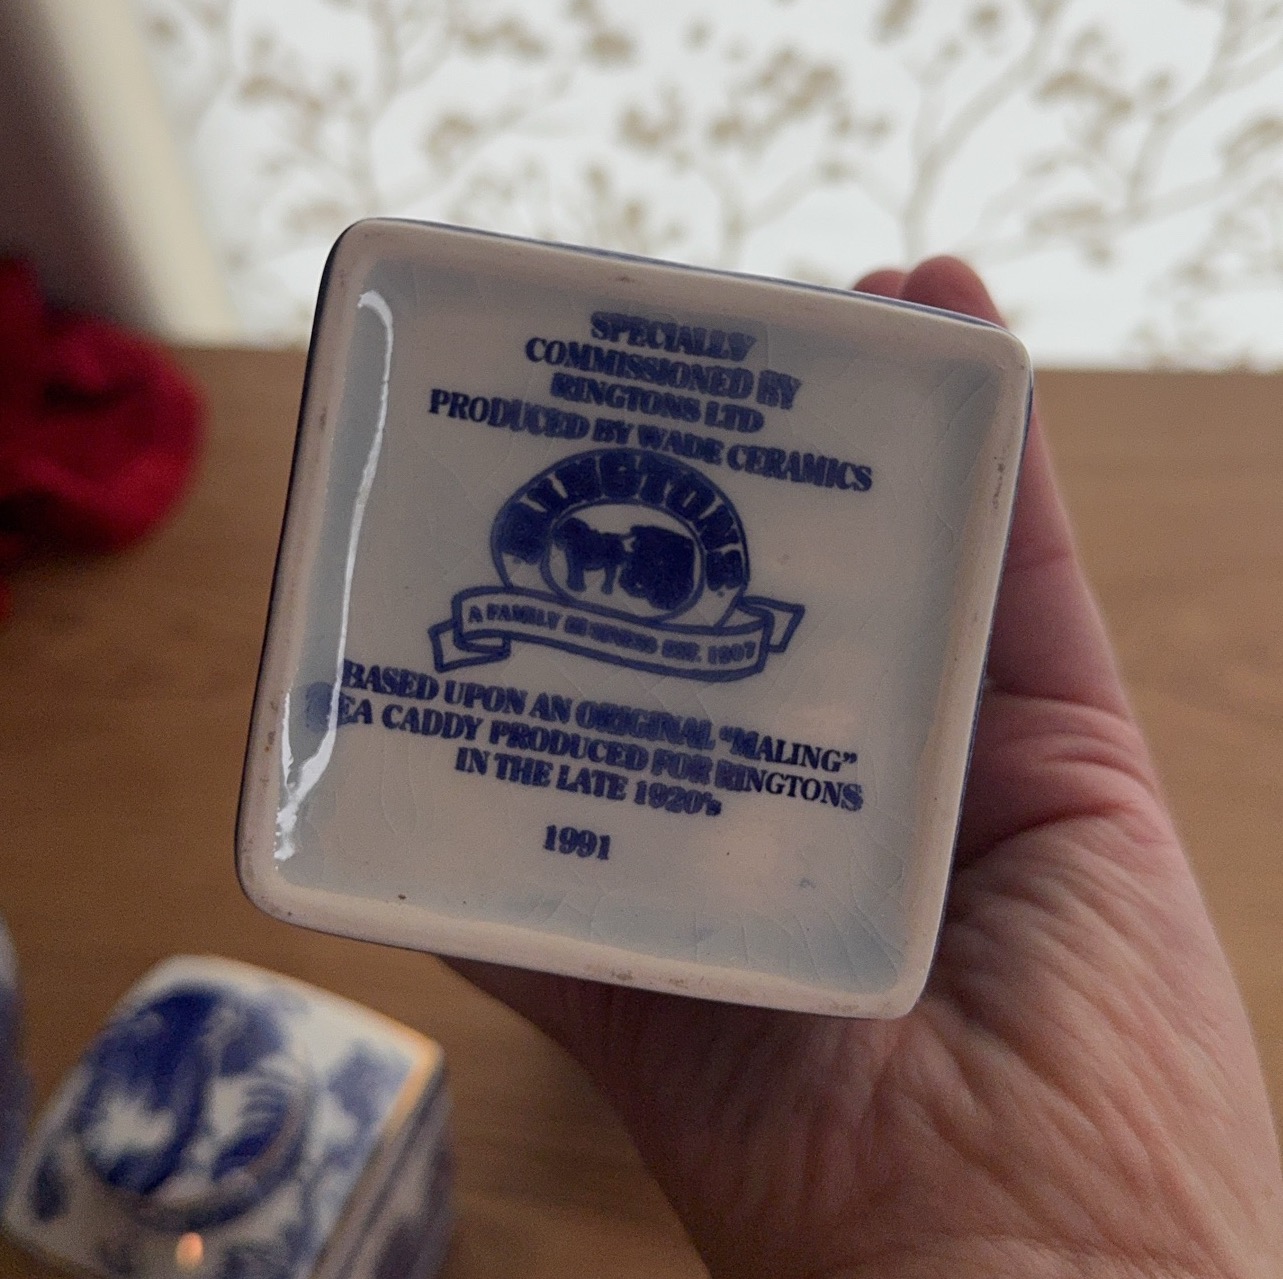 SPECIALLY
COMMISSIONED BY
RINGTONS LTD
PRODUCED BY WADE CERAMICS
RINGTONS
A FAMILY BUSINESS EST. 1907
BASED UPON AN ORIGINAL "MALING"
TEA CADDY PRODUCED FOR RINGTONS
IN THE LATE 1920's
1991